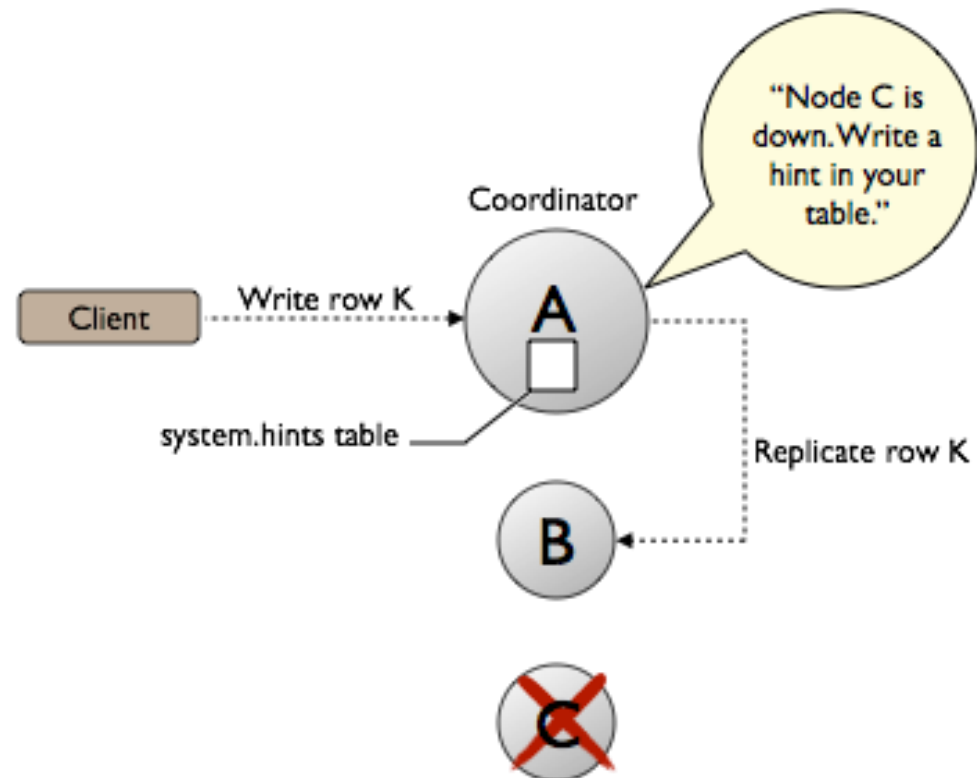 “Node C is
down. Write a
hint in your
table.”
Coordinator
Client
Write row K
A
system.hints table
Replicate row K
B
C